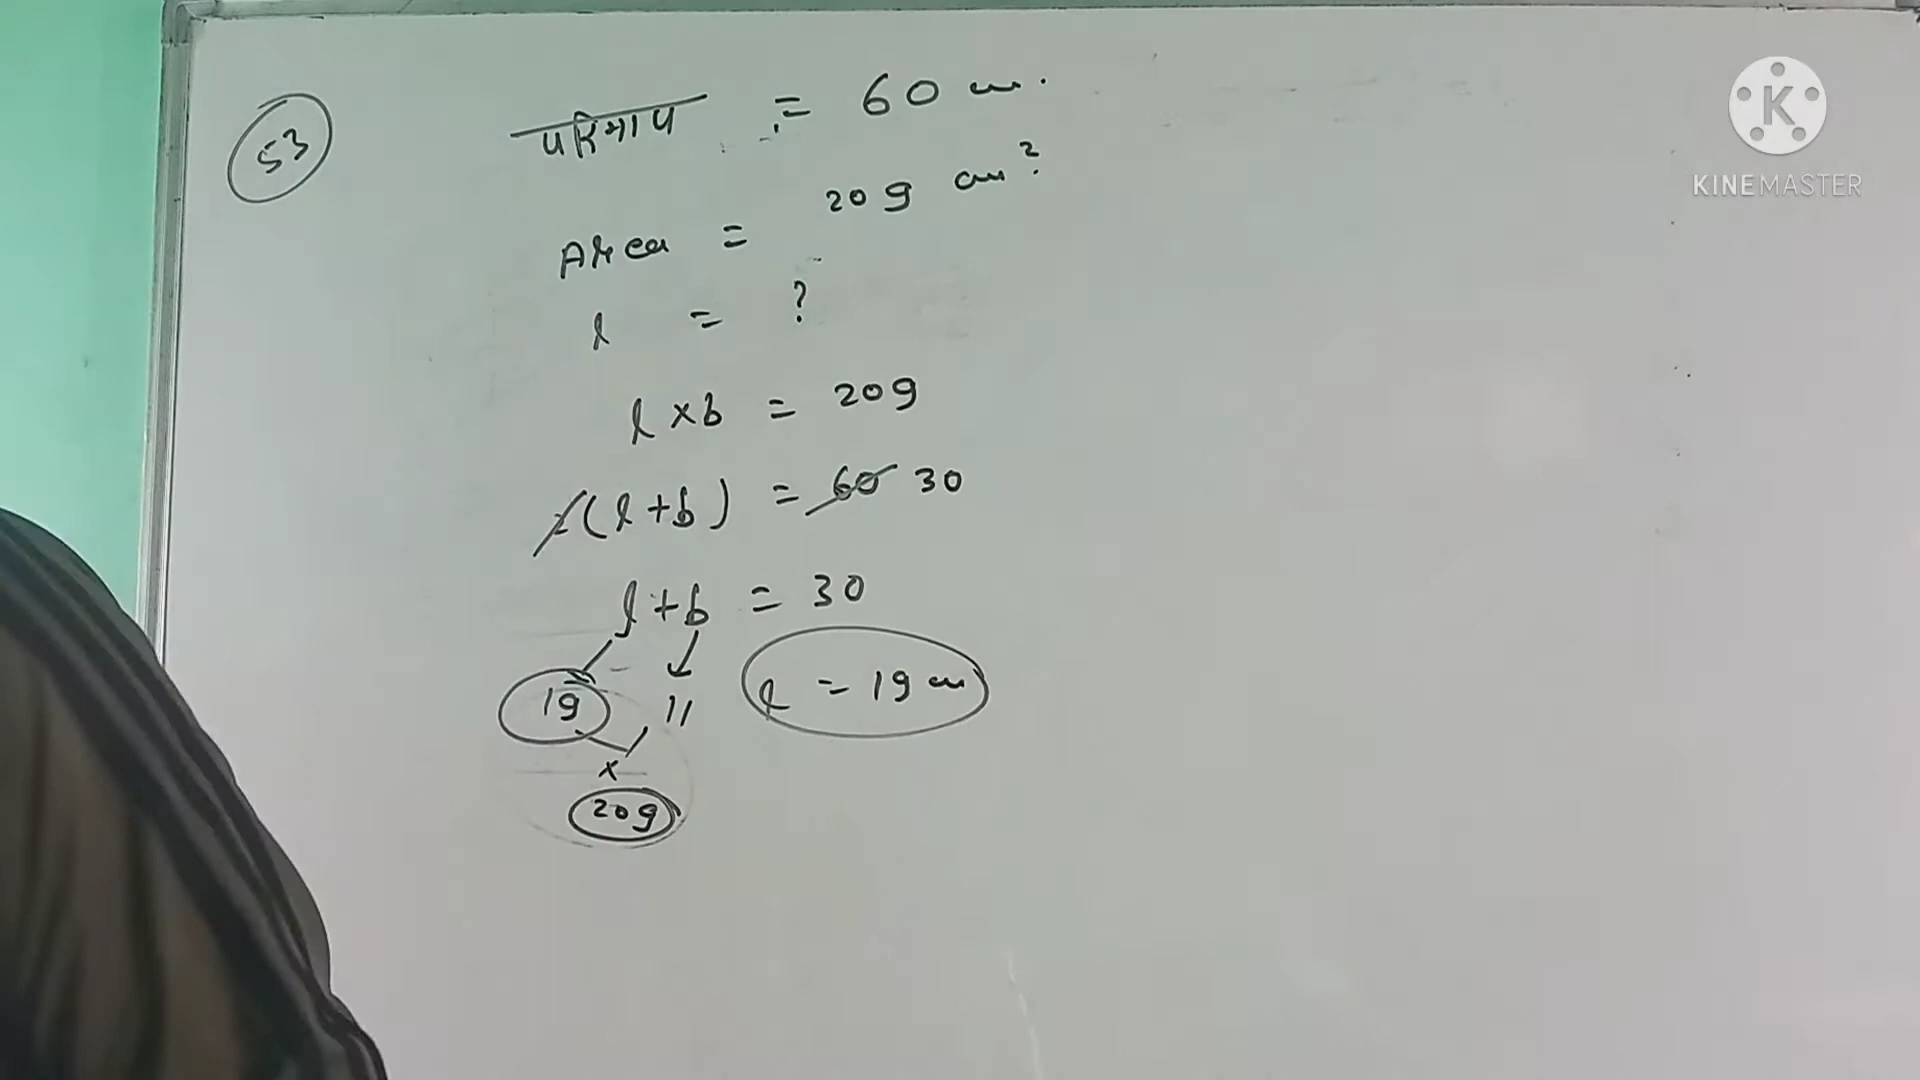 53
परिमाप = 60 cm.
Area = 209 cm²
l = ?
l × b = 209
2(l + b) = 60 30
l + b = 30
19 11
l = 19 cm
×
209
K
KINEMASTER